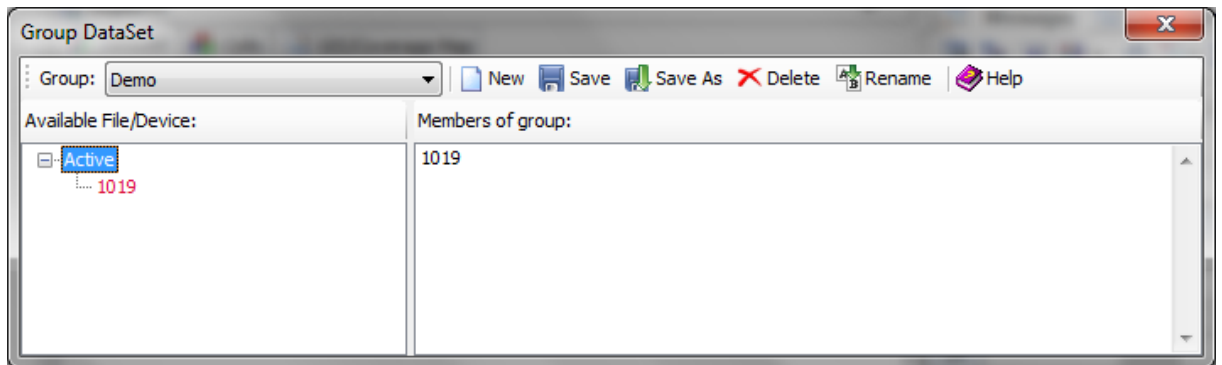 Group DataSet
Group: Demo New Save Save As Delete Rename Help
Available File/Device: Members of group:
Active 1019
1019